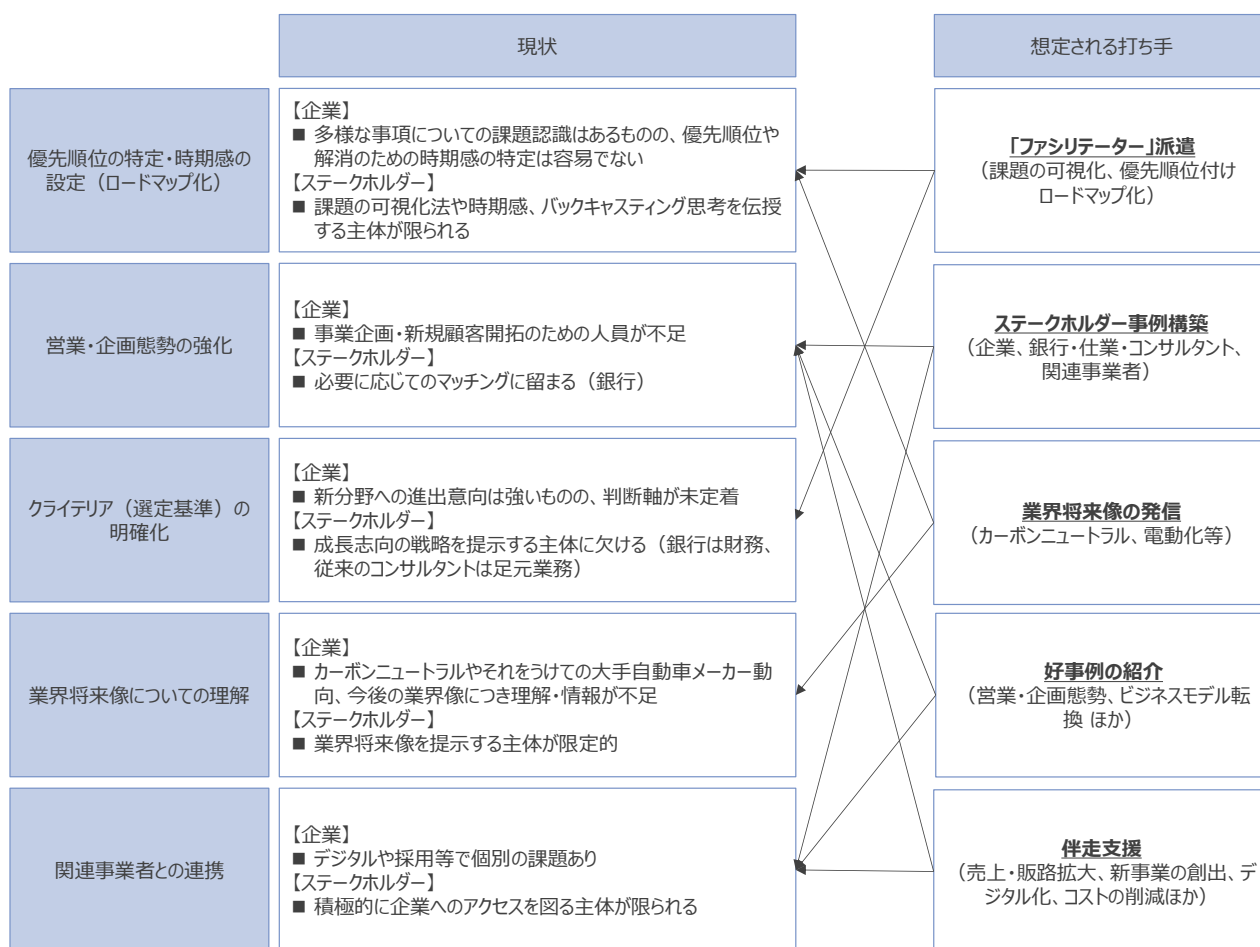 現状
想定される打ち手
優先順位の特定・時期感の
設定（ロードマップ化）
【企業】
■ 多様な事項についての課題認識はあるものの、優先順位や
解消のための時期感の特定は容易でない
【ステークホルダー】
■ 課題の可視化法や時期感、バックキャスティング思考を伝授
する主体が限られる
「ファシリテーター」派遣
（課題の可視化、優先順位付け
ロードマップ化）
営業・企画態勢の強化
【企業】
■ 事業企画・新規顧客開拓のための人員が不足
【ステークホルダー】
■ 必要に応じてのマッチングに留まる（銀行）
ステークホルダー事例構築
（企業、銀行・仕業・コンサルタント、
関連事業者）
クライテリア（選定基準）の
明確化
【企業】
■ 新分野への進出意向は強いものの、判断軸が未定着
【ステークホルダー】
■ 成長志向の戦略を提示する主体に欠ける（銀行は財務、
従来のコンサルタントは足元業務）
業界将来像の発信
（カーボンニュートラル、電動化等）
業界将来像についての理解
【企業】
■ カーボンニュートラルやそれをうけての大手自動車メーカー動
向、今後の業界像につき理解・情報が不足
【ステークホルダー】
■ 業界将来像を提示する主体が限定的
好事例の紹介
（営業・企画態勢、ビジネスモデル転
換 ほか）
関連事業者との連携
【企業】
■ デジタルや採用等で個別の課題あり
【ステークホルダー】
■ 積極的に企業へのアクセスを図る主体が限られる
伴走支援
（売上・販路拡大、新事業の創出、デ
ジタル化、コストの削減ほか）